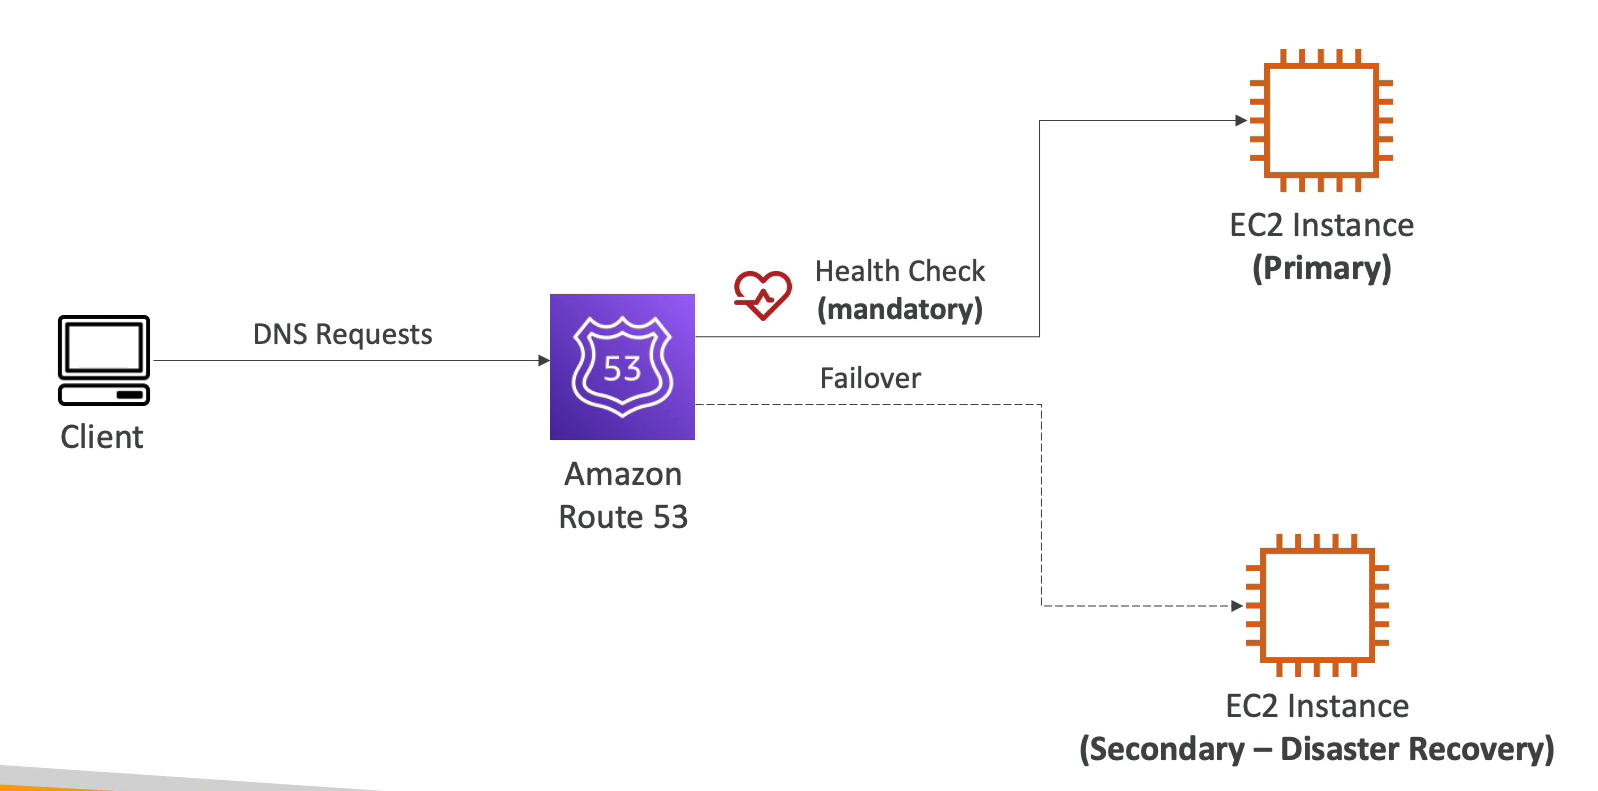 EC2 Instance
(Primary)
Health Check
(mandatory)
DNS Requests
53
Failover
Client
Amazon
Route 53
EC2 Instance
(Secondary – Disaster Recovery)